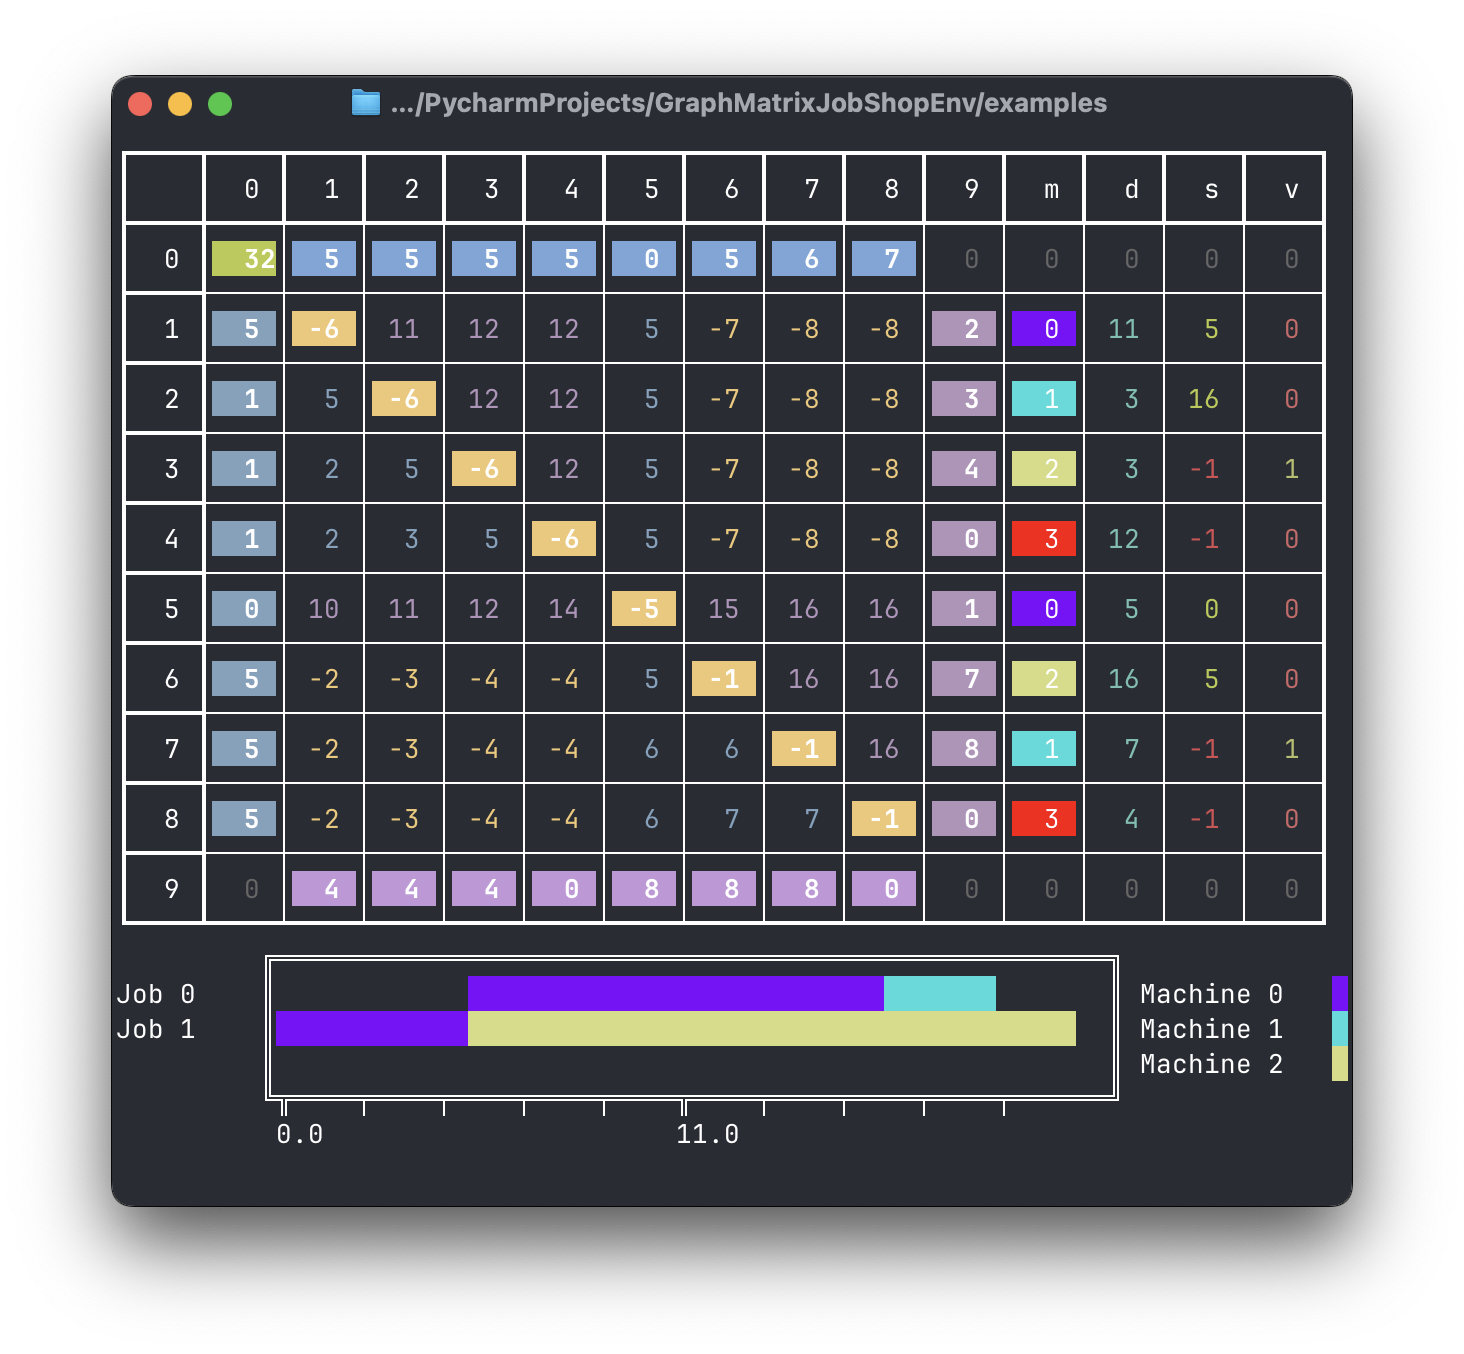 .../PycharmProjects/GraphMatrixJobShopEnv/examples
0 1 2 3 4 5 6 7 8 9 m d s v
0 32 5 5 5 5 0 5 6 7 0 0 0 0 0
1 5 -6 11 12 12 5 -7 -8 -8 2 0 11 5 0
2 1 5 -6 12 12 5 -7 -8 -8 3 1 3 16 0
3 1 2 5 -6 12 5 -7 -8 -8 4 2 3 -1 1
4 1 2 3 5 -6 5 -7 -8 -8 0 3 12 -1 0
5 0 10 11 12 14 -5 15 16 16 1 0 5 0 0
6 5 -2 -3 -4 -4 5 -1 16 16 7 2 16 5 0
7 5 -2 -3 -4 -4 6 6 -1 16 8 1 7 -1 1
8 5 -2 -3 -4 -4 6 7 7 -1 0 3 4 -1 0
9 0 4 4 4 0 8 8 8 0 0 0 0 0 0
Job 0 Machine 0
Job 1 Machine 1
Machine 2
0.0 11.0